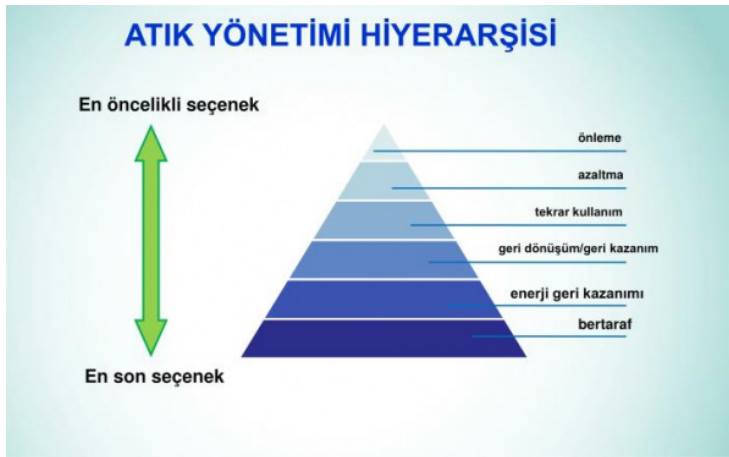 ATIK YÖNETİMİ HİYERARŞİSİ
En öncelikli seçenek
önleme
azaltma
tekrar kullanım
geri dönüşüm/geri kazanım
enerji geri kazanımı
bertaraf
En son seçenek